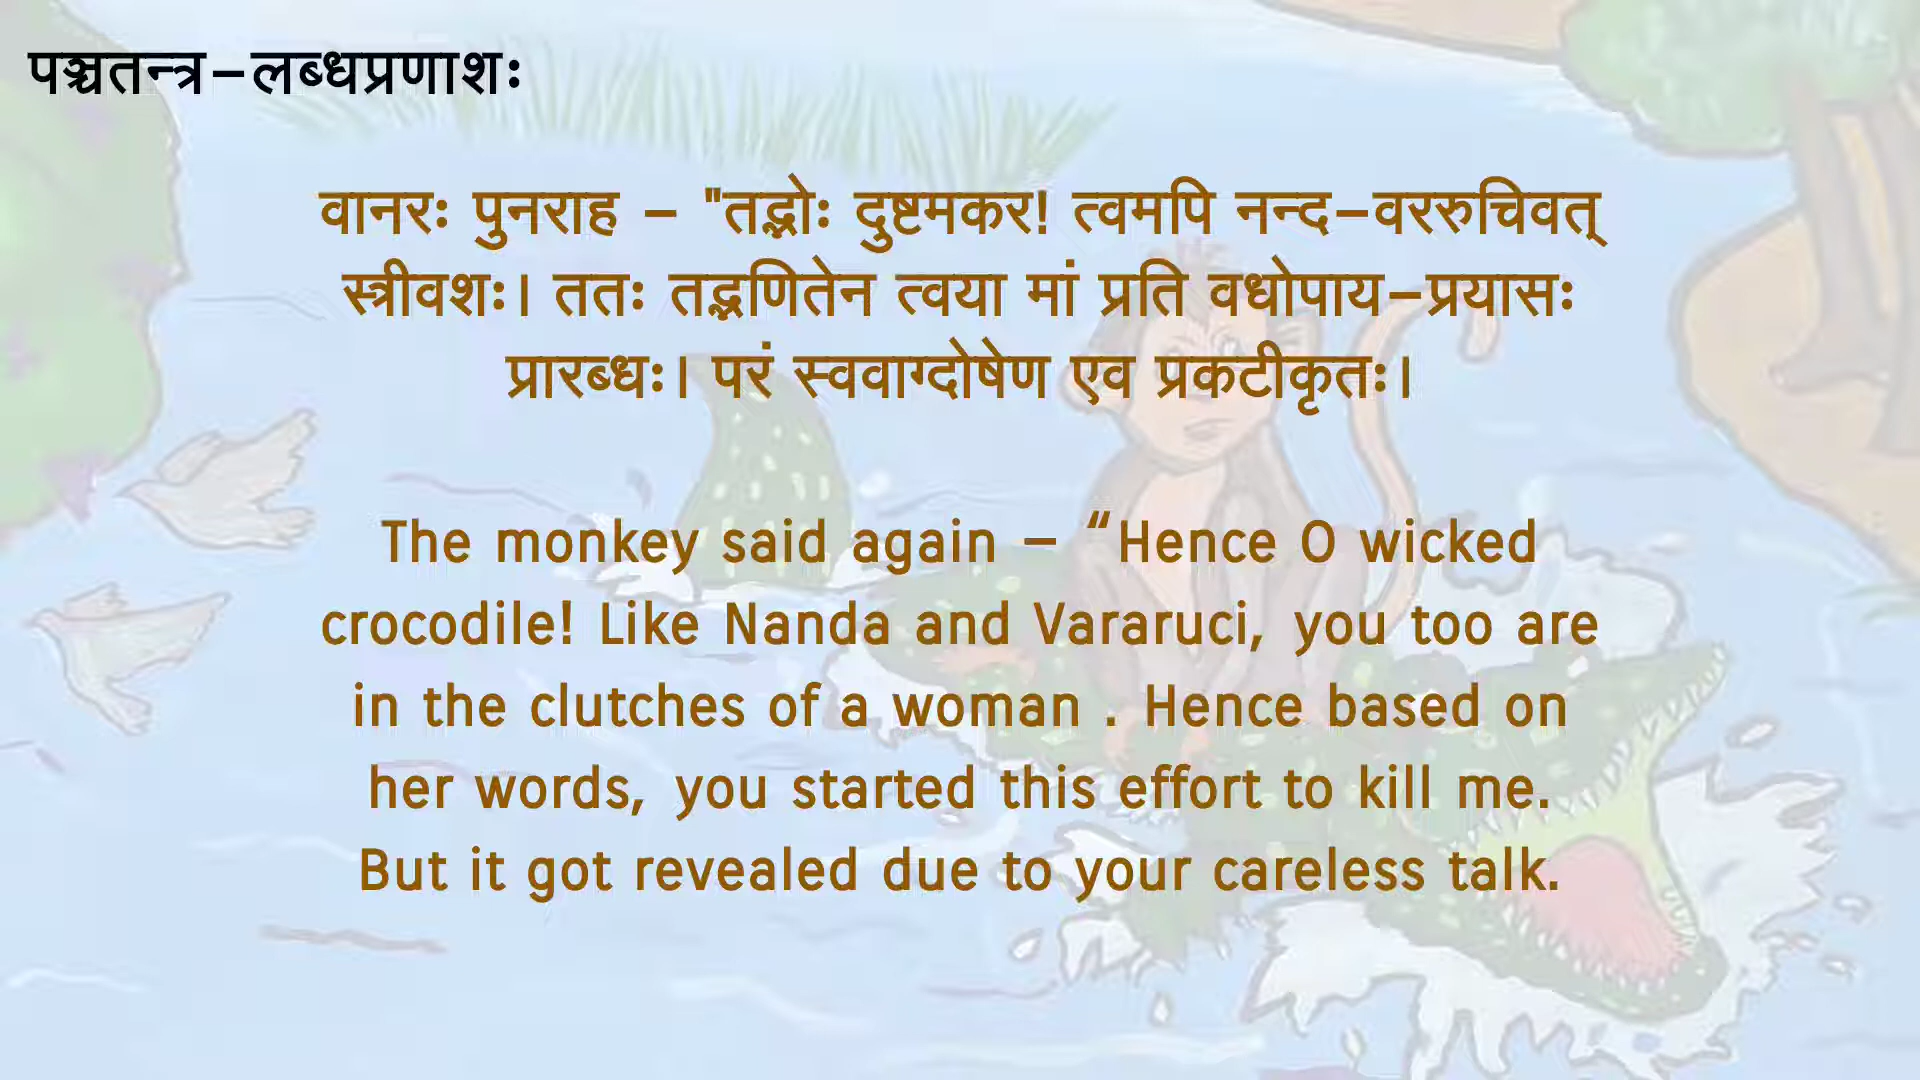 पञ्चतन्त्र-लब्धप्रणाशः
वानरः पुनराह – "तद्भोः दुष्टमकर! त्वमपि नन्द-वररुचिवत्
स्त्रीवशः। ततः तद्भणितेन त्वया मां प्रति वधोपाय-प्रयासः
प्रारब्धः। परं स्ववाग्दोषेण एव प्रकटीकृतः।
The monkey said again – “Hence O wicked
crocodile! Like Nanda and Vararuci, you too are
in the clutches of a woman . Hence based on
her words, you started this effort to kill me.
But it got revealed due to your careless talk.